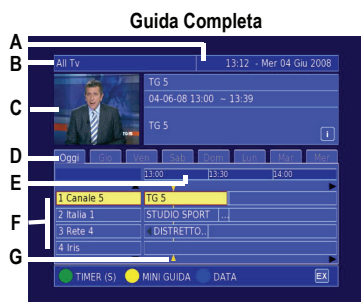 Guida Completa
A
B
All Tv
13:12 - Mer 04 Giu 2008
C
TG 5
04-06-08 13:00 ~ 13:39
TG 5
i
D
Oggi Gio Ven Sab Dom Lun Mar Mer
E
13:00 13:30 14:00
F
1 Canale 5 TG 5
2 Italia 1 STUDIO SPORT ...
3 Rete 4 DISTRETTO..
4 Iris
G
TIMER (S) MINI GUIDA DATA EX